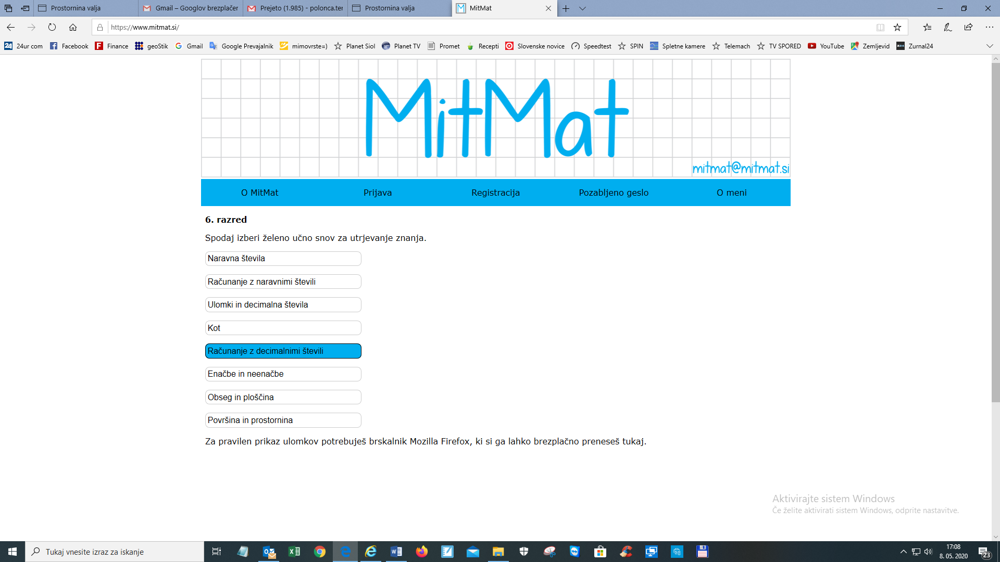 Prostornina valja
Gmail – Googlov brezplačen
Prejeto (1.985) - polonca.ter
Prostornina valja
MitMat
https://www.mitmat.si/
24ur com
Facebook
Finance
geoStik
Gmail
Google Prevajalnik
mimovrste=)
Planet Siol
Planet TV
Promet
Recepti
Slovenske novice
Speedtest
SPIN
Spletne kamere
Telemach
TV SPORED
YouTube
Zemljevid
Zurnal24
MitMat
mitmat@mitmat.si
O MitMat
Prijava
Registracija
Pozabljeno geslo
O meni
6. razred
Spodaj izberi želeno učno snov za utrjevanje znanja.
Naravna števila
Računanje z naravnimi števili
Ulomki in decimalna števila
Kot
Računanje z decimalnimi števili
Enačbe in neenačbe
Obseg in ploščina
Površina in prostornina
Za pravilen prikaz ulomkov potrebuješ brskalnik Mozilla Firefox, ki si ga lahko brezplačno preneseš tukaj.
Aktivirajte sistem Windows
Če želite aktivirati sistem Windows, odprite nastavitve.
Tukaj vnesite izraz za iskanje
17:08
8. 05. 2020
23